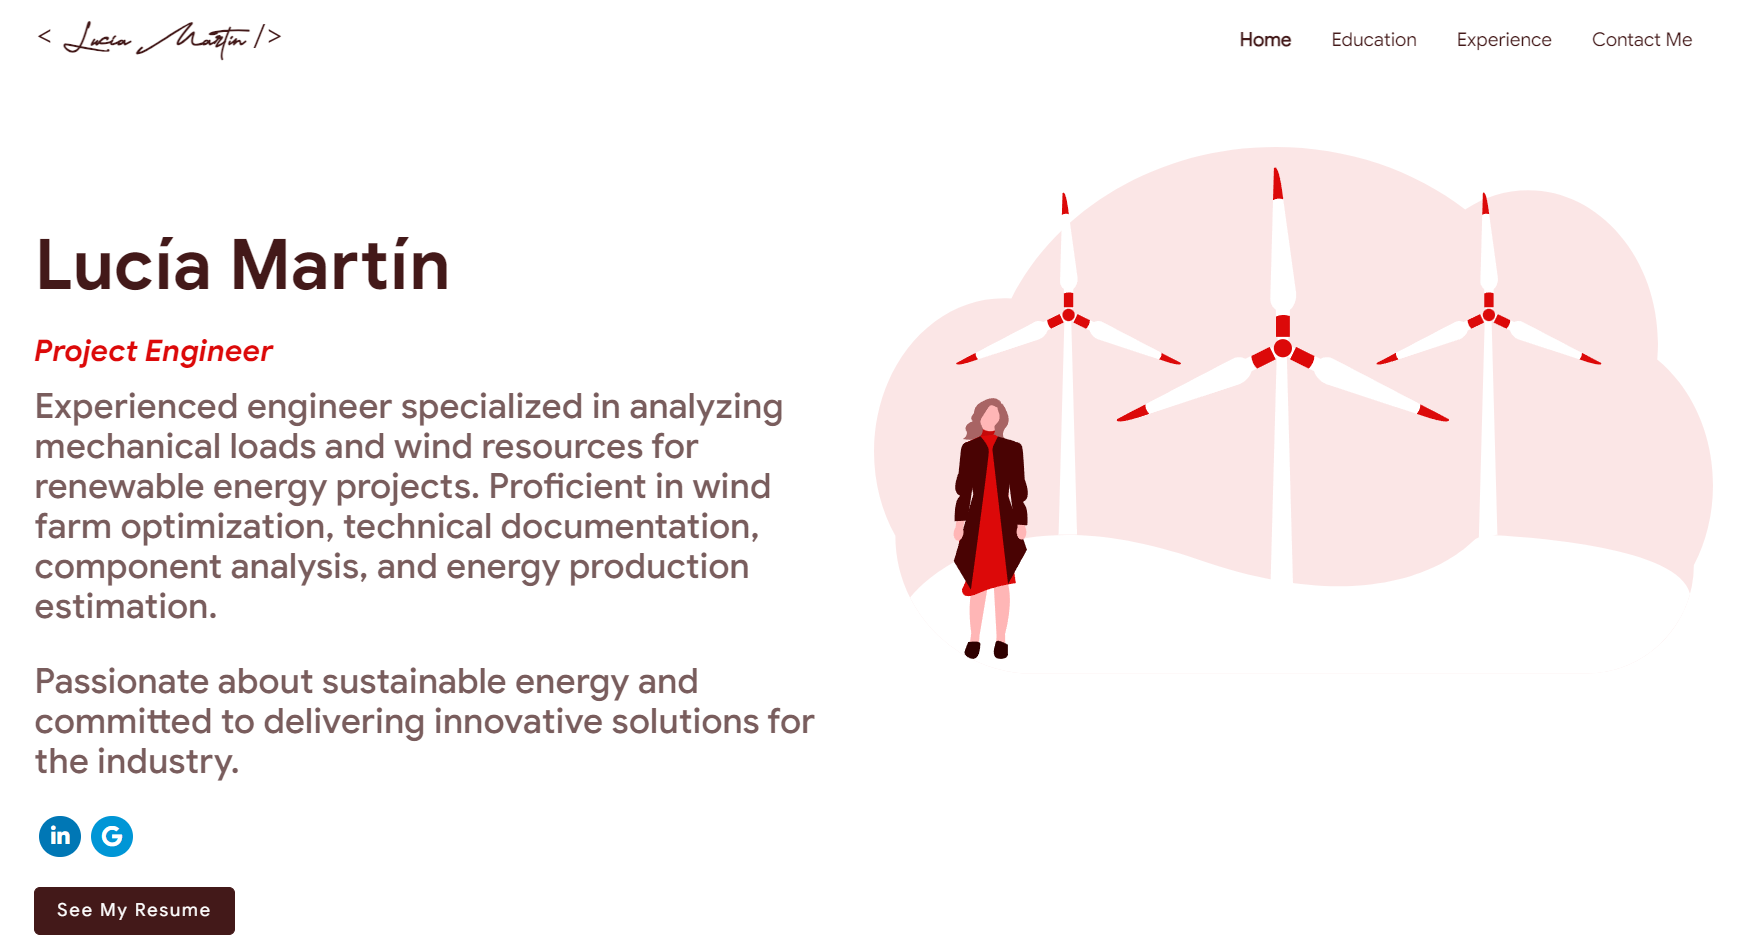 < Lucia Martin />
Home Education Experience Contact Me
Lucía Martín
Project Engineer
Experienced engineer specialized in analyzing
mechanical loads and wind resources for
renewable energy projects. Proficient in wind
farm optimization, technical documentation,
component analysis, and energy production
estimation.
Passionate about sustainable energy and
committed to delivering innovative solutions for
the industry.
in G
See My Resume